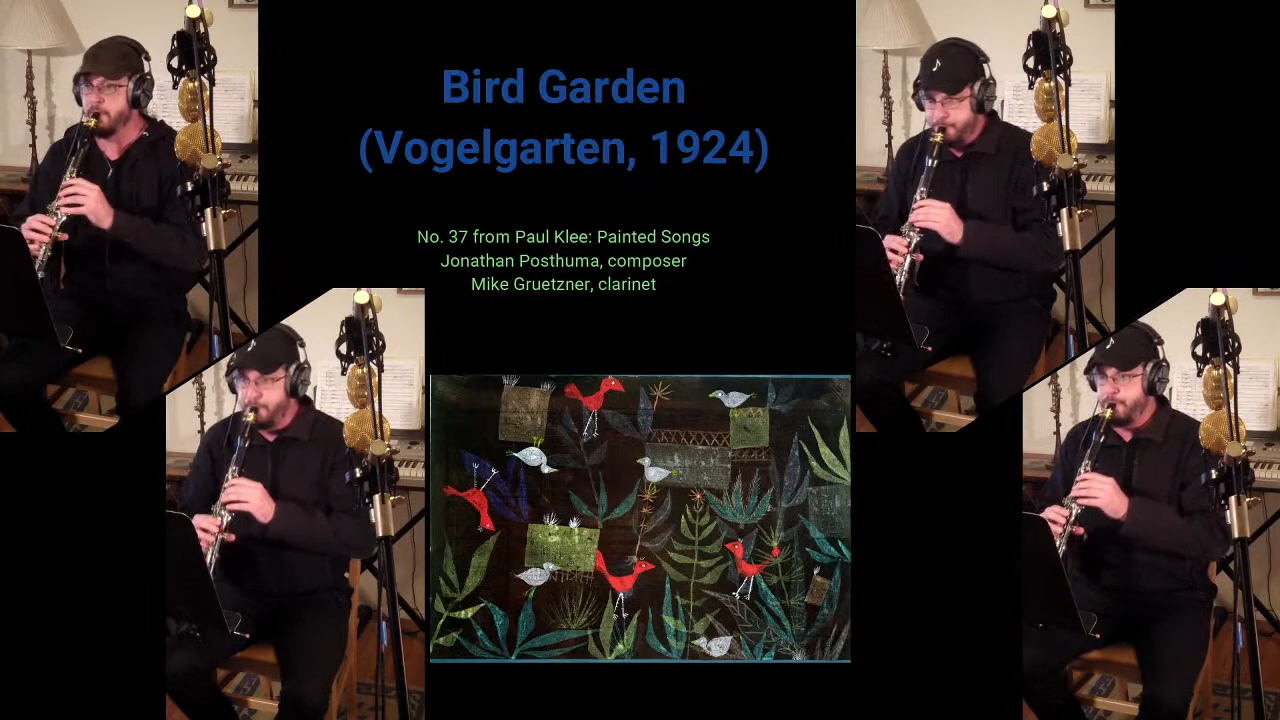 Bird Garden
(Vogelgarten, 1924)
No. 37 from Paul Klee: Painted Songs
Jonathan Posthuma, composer
Mike Gruetzner, clarinet